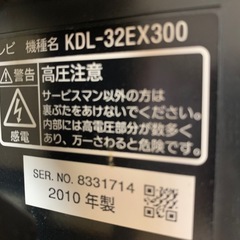 レビ 機種名 KDL-32EX300
警告 高圧注意
感電
サービスマン以外の方は
裏ぶたをあけないでください。
内部には高電圧部分が数多く
あり、万一さわると危険です。
SER. NO. 8331714
2010 年製